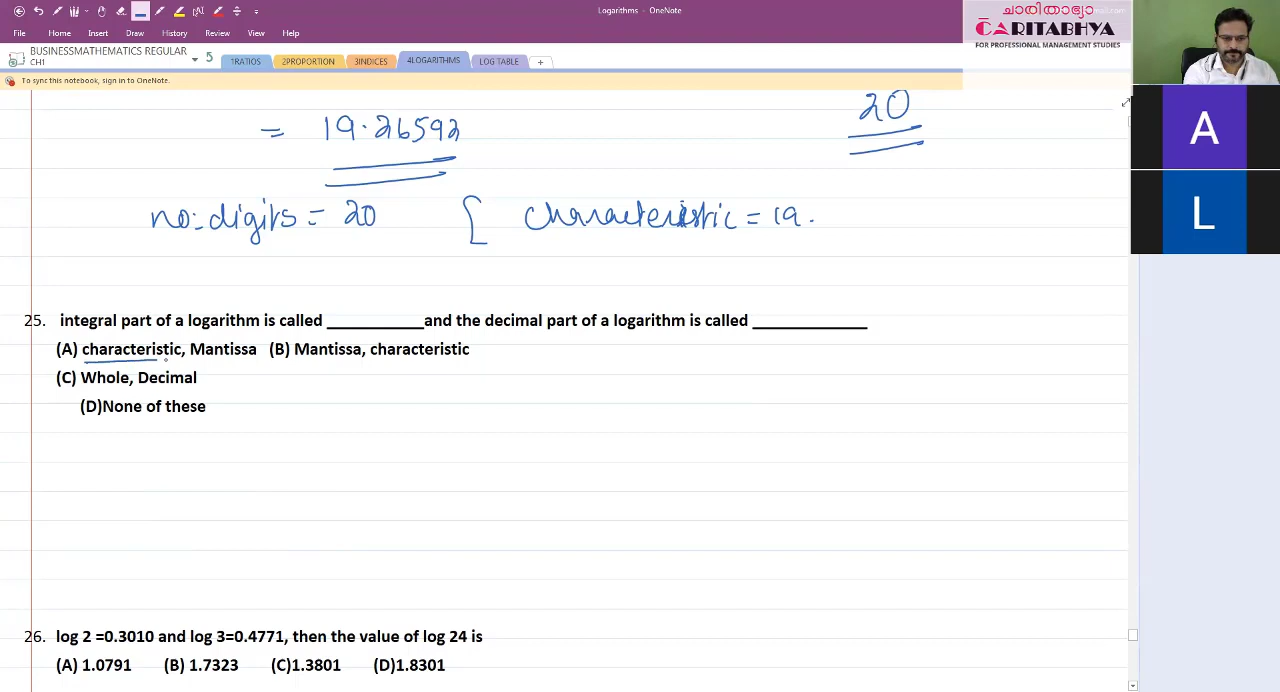 Logarithms - OneNote
ചാരിതാഭ്യാ
CARITABHYA
FOR PROFESSIONAL MANAGEMENT STUDIES
File Home Insert Draw History Review View Help
BUSINESSMATHEMATICS REGULAR
CH1
1RATIOS 2PROPORTION 3INDICES 4LOGARITHMS LOG TABLE +
To sync this notebook, sign in to OneNote.
20
= 19.26592
no: digits = 20 [ characteristic = 19.
25. integral part of a logarithm is called __________and the decimal part of a logarithm is called ____________
(A) characteristic, Mantissa (B) Mantissa, characteristic
(C) Whole, Decimal
(D)None of these
26. log 2 =0.3010 and log 3=0.4771, then the value of log 24 is
(A) 1.0791 (B) 1.7323 (C)1.3801 (D)1.8301
A
L